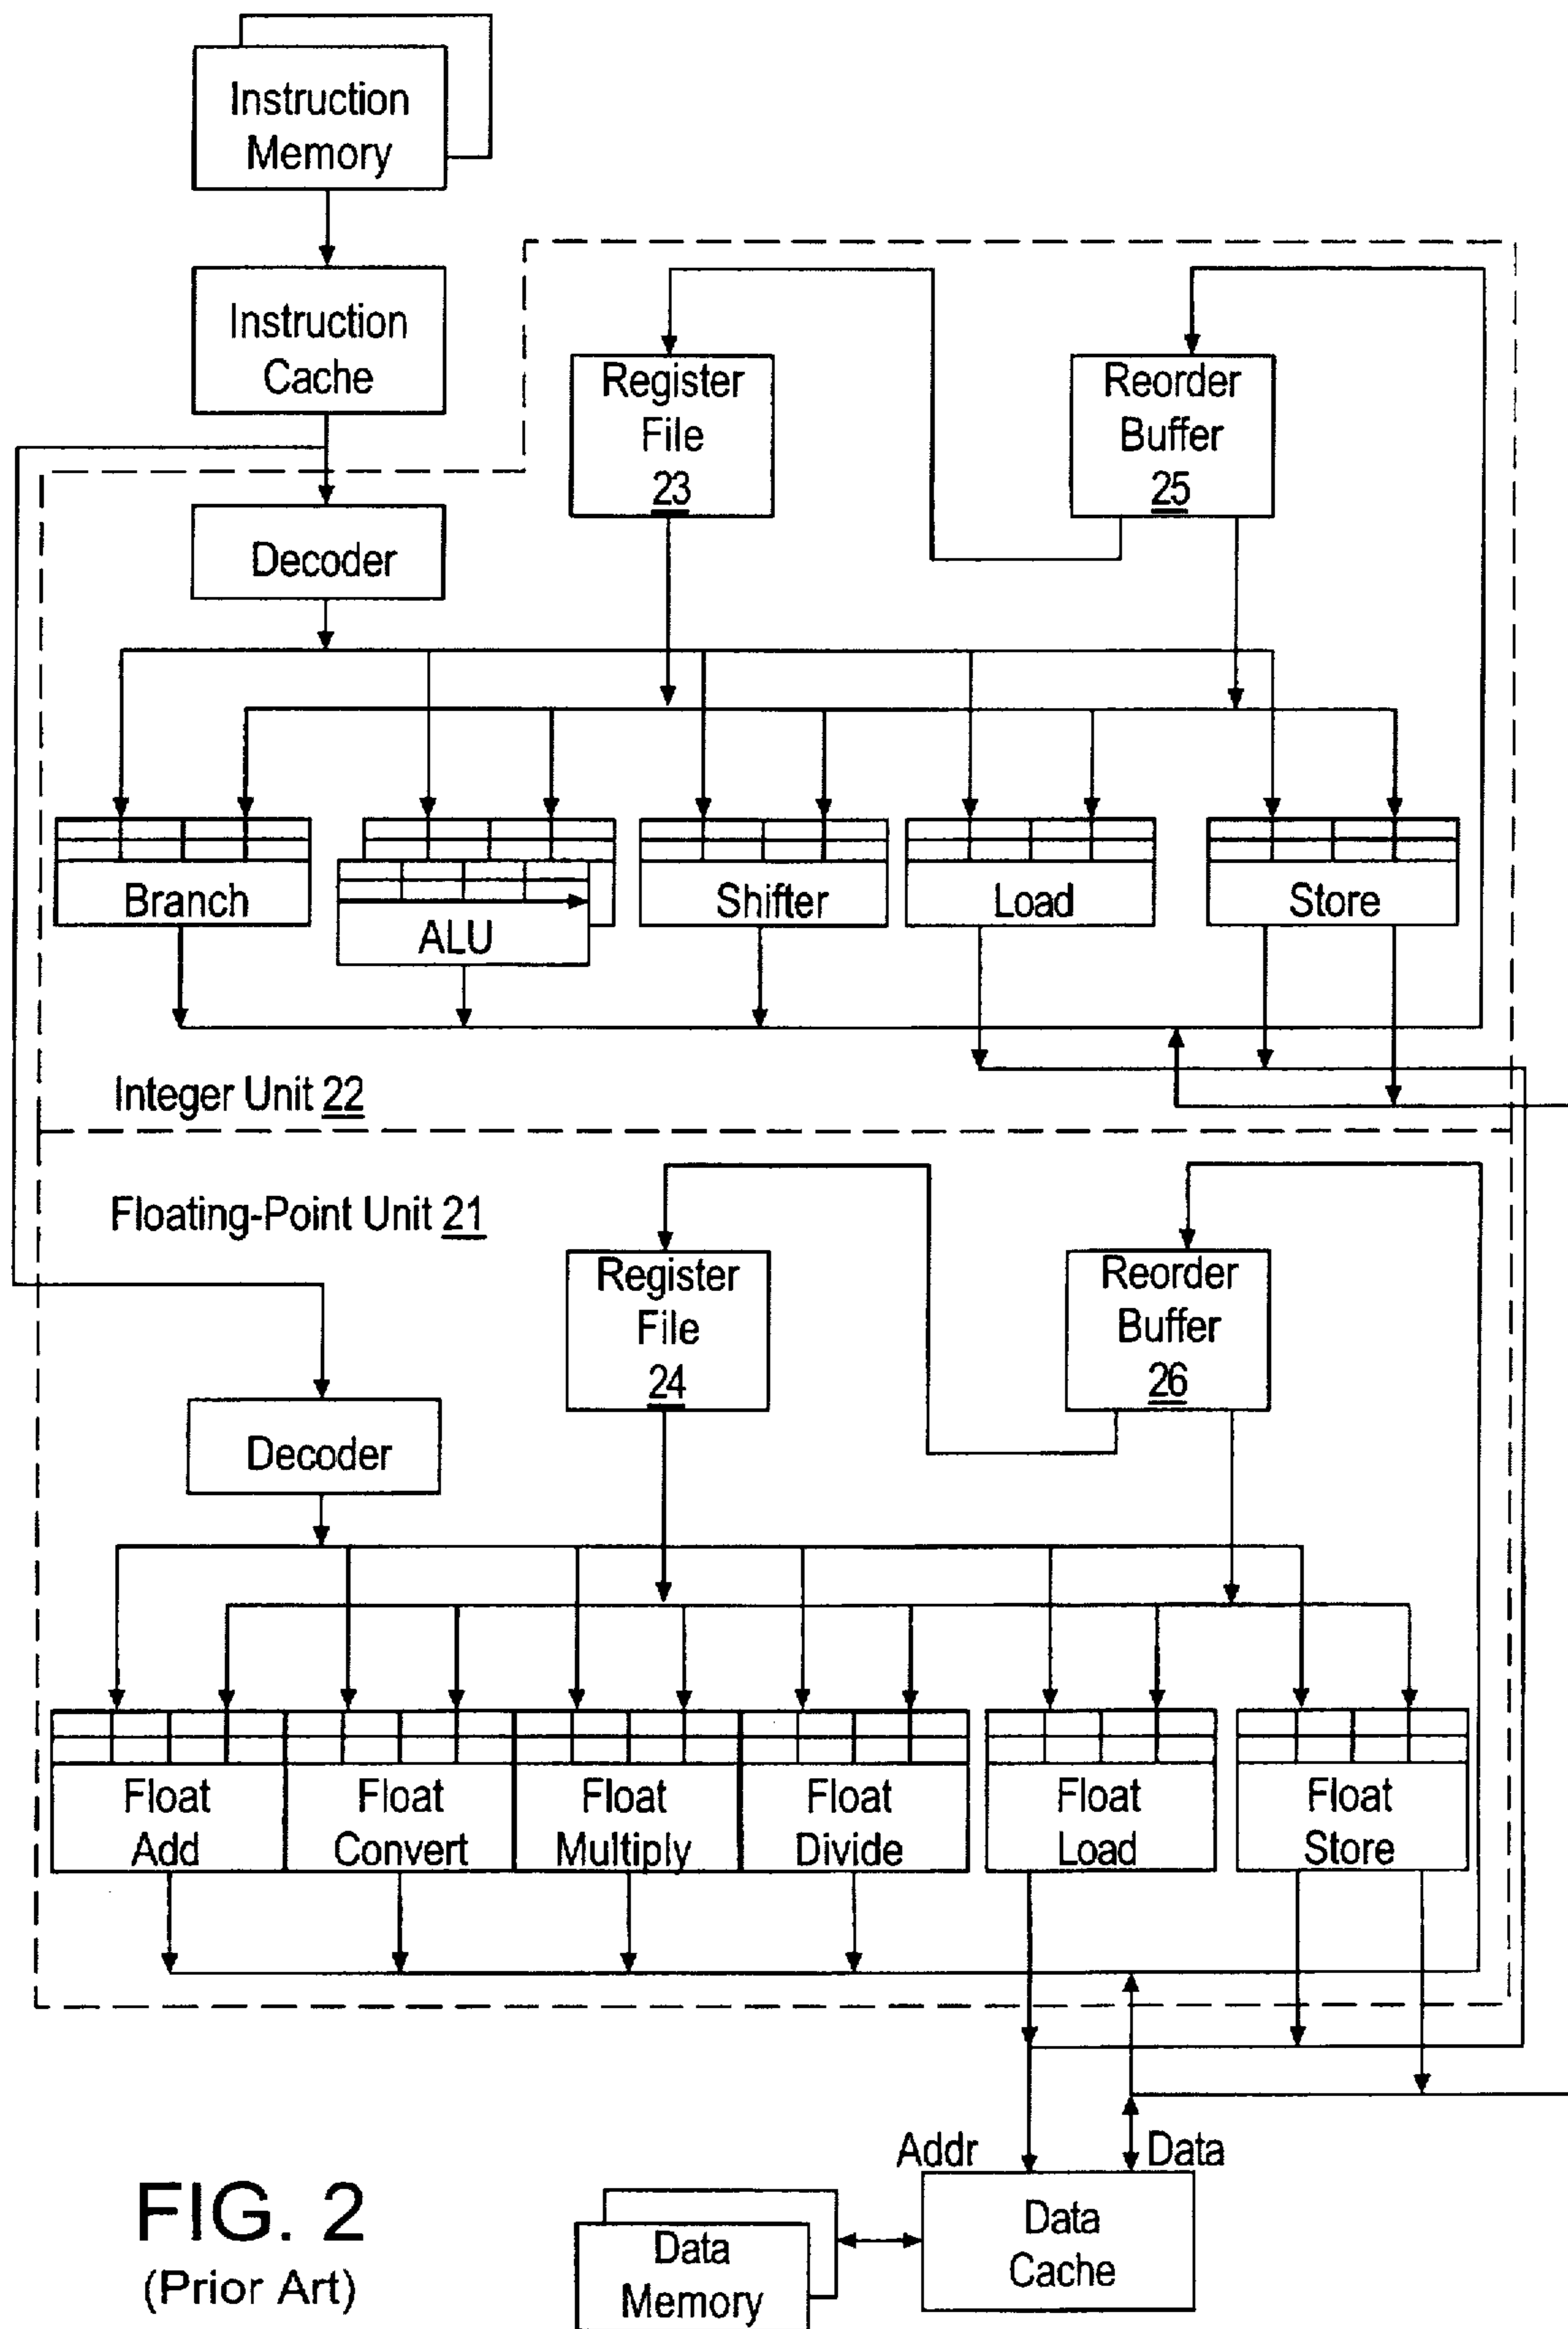 Instruction
Memory
Instruction
Cache
Register
File
23
Reorder
Buffer
25
Decoder
Branch
ALU
Shifter
Load
Store
Integer Unit 22
Floating-Point Unit 21
Register
File
24
Reorder
Buffer
26
Decoder
Float
Add
Float
Convert
Float
Multiply
Float
Divide
Float
Load
Float
Store
Addr
Data
Data
Cache
Data
Memory
FIG. 2
(Prior Art)